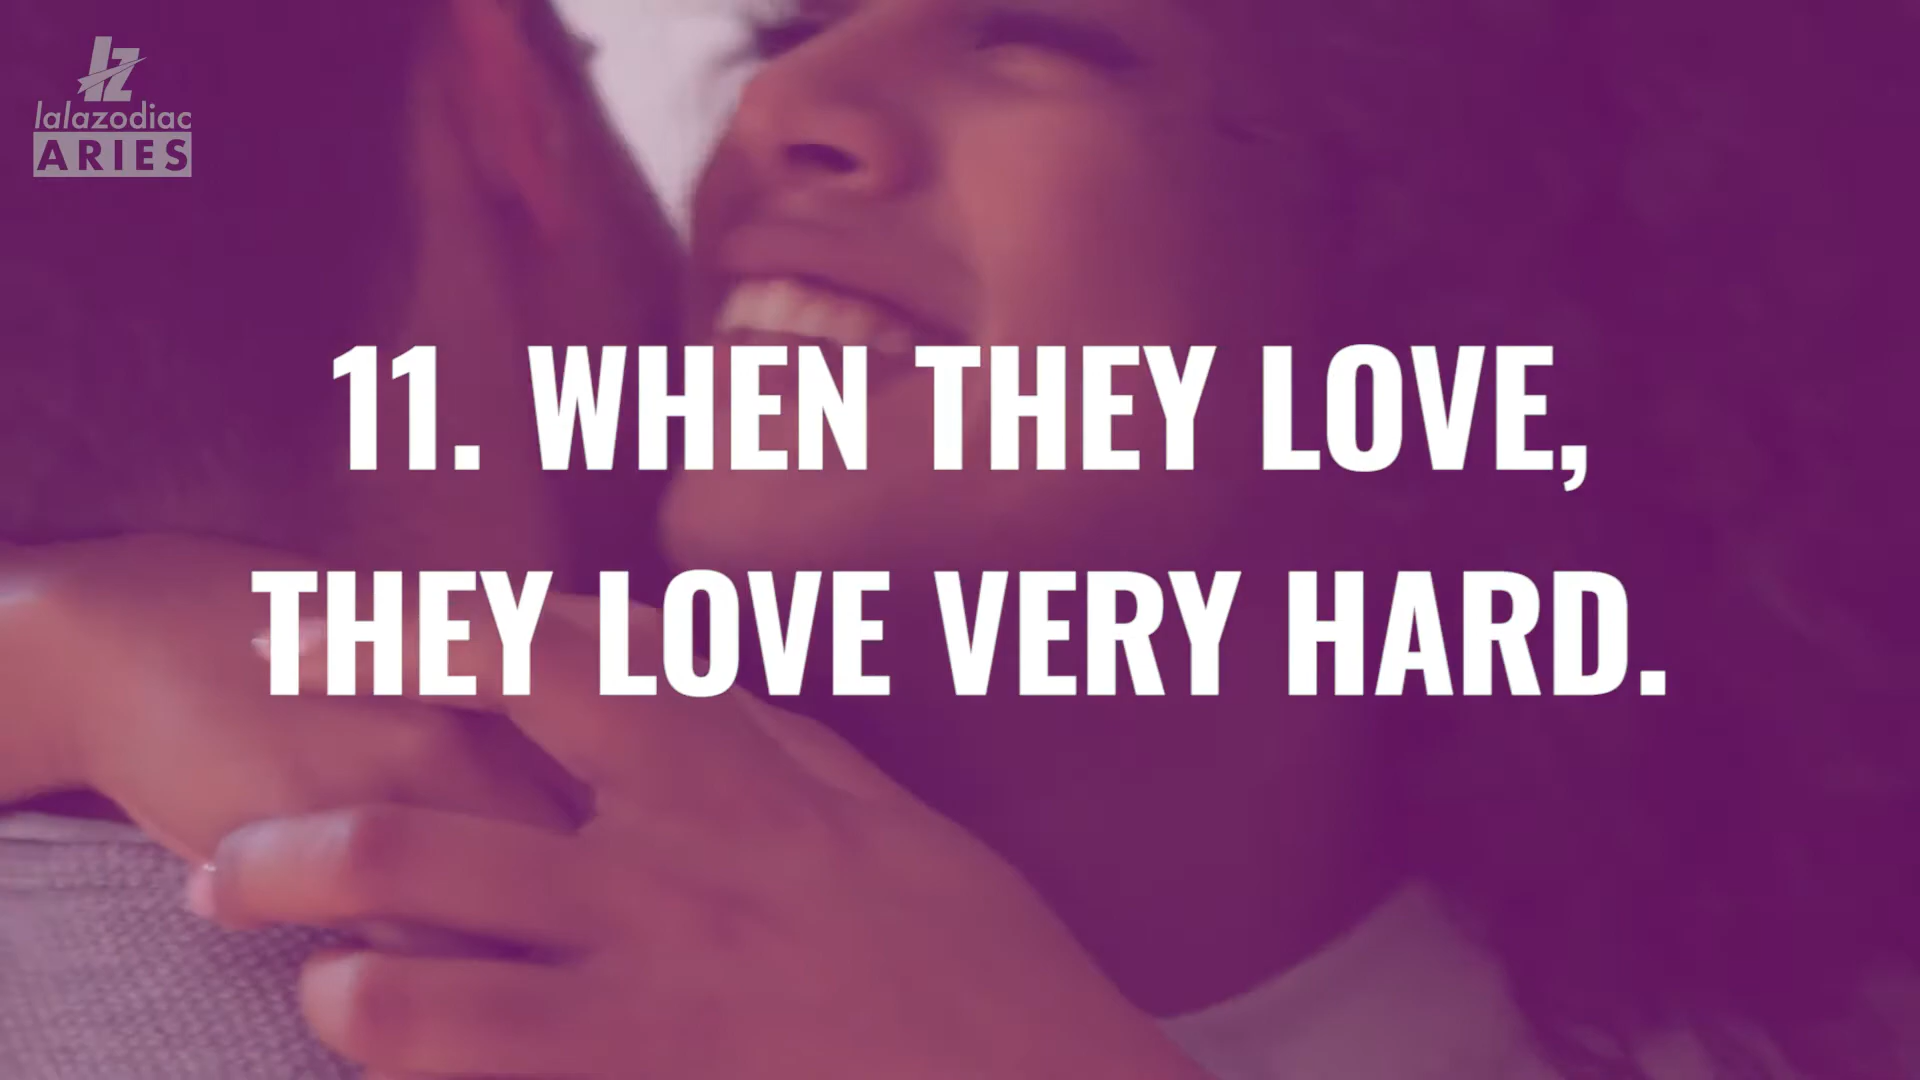 lz
lalazodiac
ARIES
11. WHEN THEY LOVE,
THEY LOVE VERY HARD.